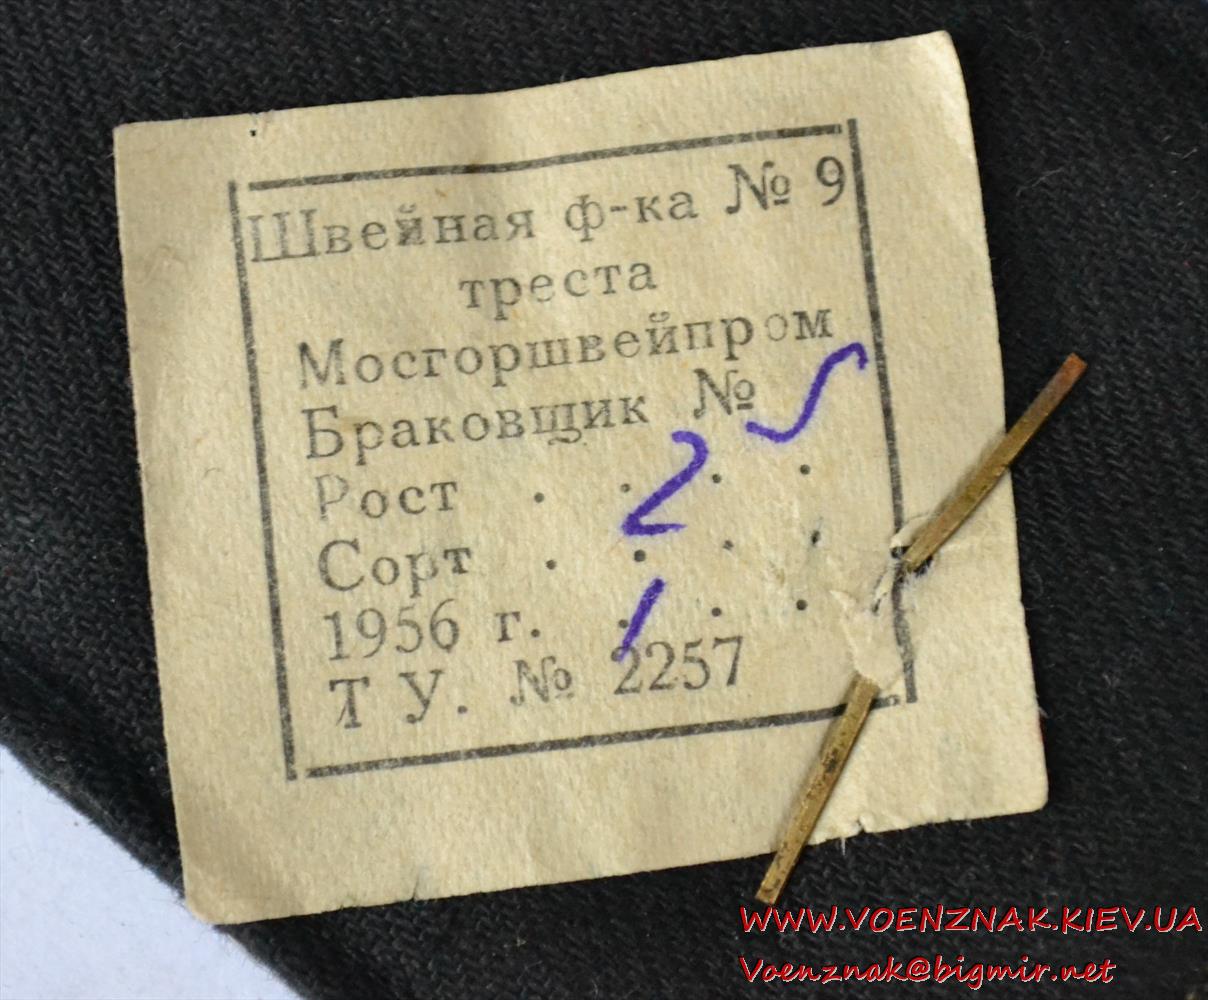 Швейная ф-ка № 9
треста
Мосгоршвейпром
Браковщик № 5
Рост . 2 . .
Сорт . . . .
1956 г. 1 . .
Т У. № 2257
WWW.VOENZNAK.KIEV.UA
Voenznak@bigmir.net